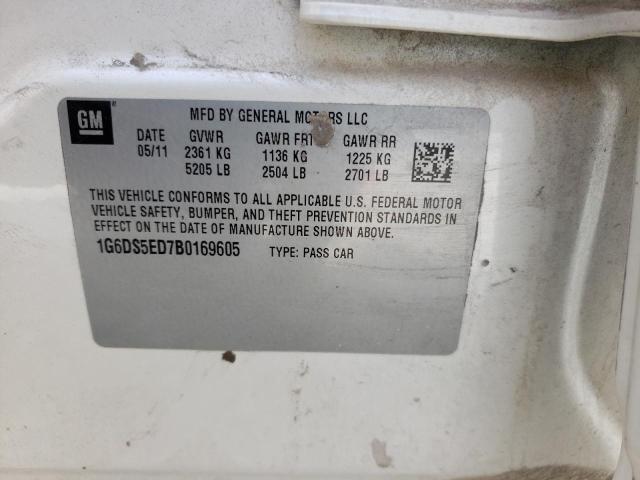 GM
MFD BY GENERAL MOTORS LLC
DATE GVWR GAWR FRT GAWR RR
05/11 2361 KG 1136 KG 1225 KG
5205 LB 2504 LB 2701 LB
THIS VEHICLE CONFORMS TO ALL APPLICABLE U.S. FEDERAL MOTOR
VEHICLE SAFETY, BUMPER, AND THEFT PREVENTION STANDARDS IN
EFFECT ON THE DATE OF MANUFACTURE SHOWN ABOVE.
1G6DS5ED7B0169605 TYPE: PASS CAR